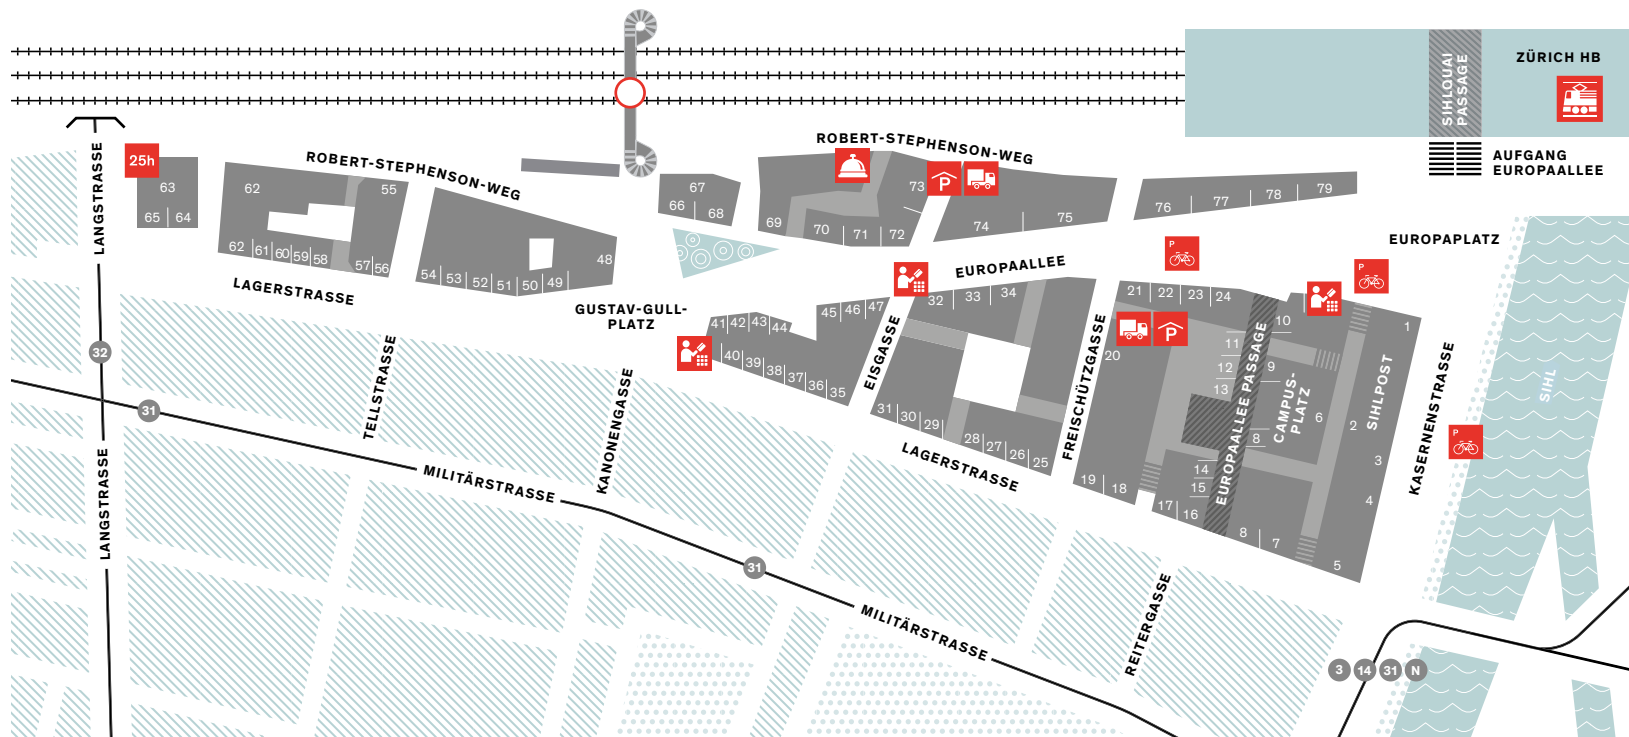 ZÜRICH HB
SIHLQUAI
PASSAGE
AUFGANG
EUROPAALLEE
ROBERT-STEPHENSON-WEG
ROBERT-STEPHENSON-WEG
25h
LANGSTRASSE
63
65
64
62
55
62
61
60
59
58
57
56
54
53
52
51
50
49
48
67
66
68
69
70
71
72
73
P
74
75
76
77
78
79
EUROPAPLATZ
P
P
EUROPAALLEE
LAGERSTRASSE
GUSTAV-GULL-
PLATZ
41
42
43
44
45
46
47
40
39
38
37
36
35
EISGASSE
32
33
34
31
30
29
28
27
26
25
FREISCHÜTZGASSE
21
22
23
24
P
20
19
18
17
16
15
14
13
12
11
10
9
8
EUROPAALLEE PASSAGE
CAMPUS-
PLATZ
6
8
7
5
1
2
3
4
SIHLPOST
KASERNENSTRASSE
SIHL
P
32
31
TELLSTRASSE
KANONENGASSE
LAGERSTRASSE
LANGSTRASSE
MILITÄRSTRASSE
31
MILITÄRSTRASSE
REITERGASSE
3
14
31
N